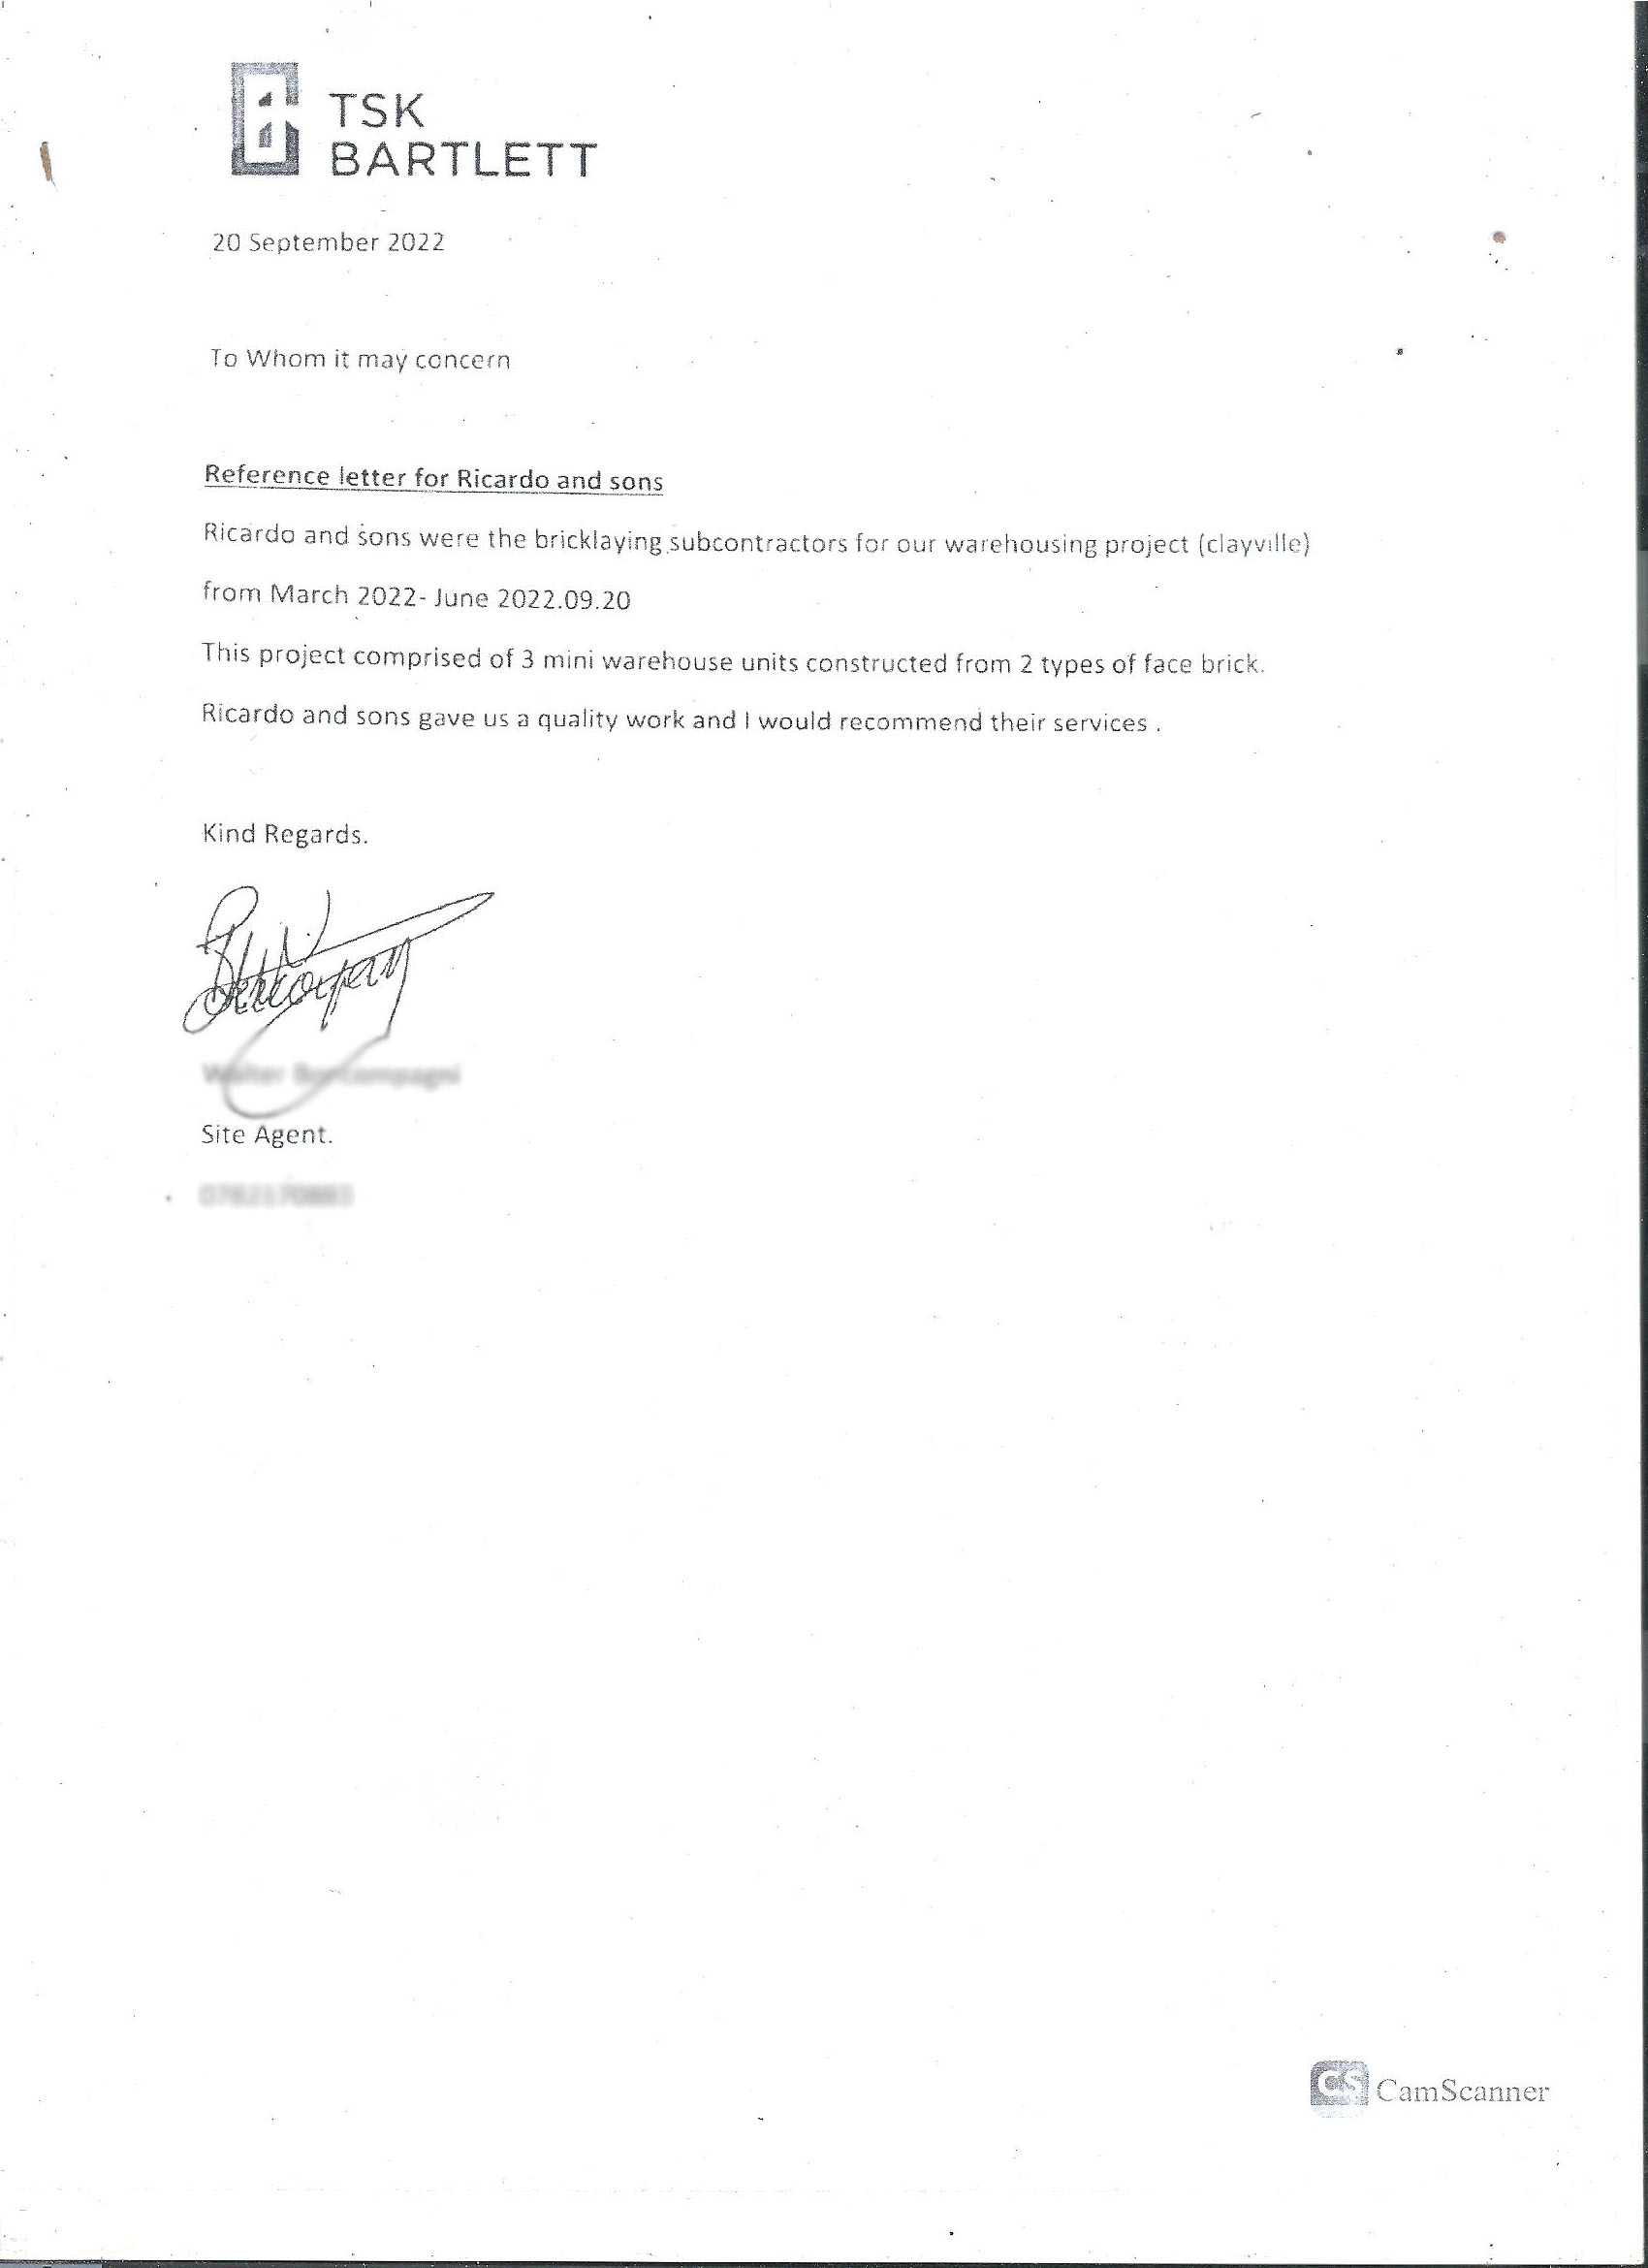 TSK
BARTLETT
20 September 2022
To Whom it may concern
Reference letter for Ricardo and sons
Ricardo and sons were the bricklaying subcontractors for our warehousing project (clayville)
from March 2022- June 2022.09.20
This project comprised of 3 mini warehouse units constructed from 2 types of face brick.
Ricardo and sons gave us a quality work and I would recommend their services .
Kind Regards.
Site Agent.
CS CamScanner